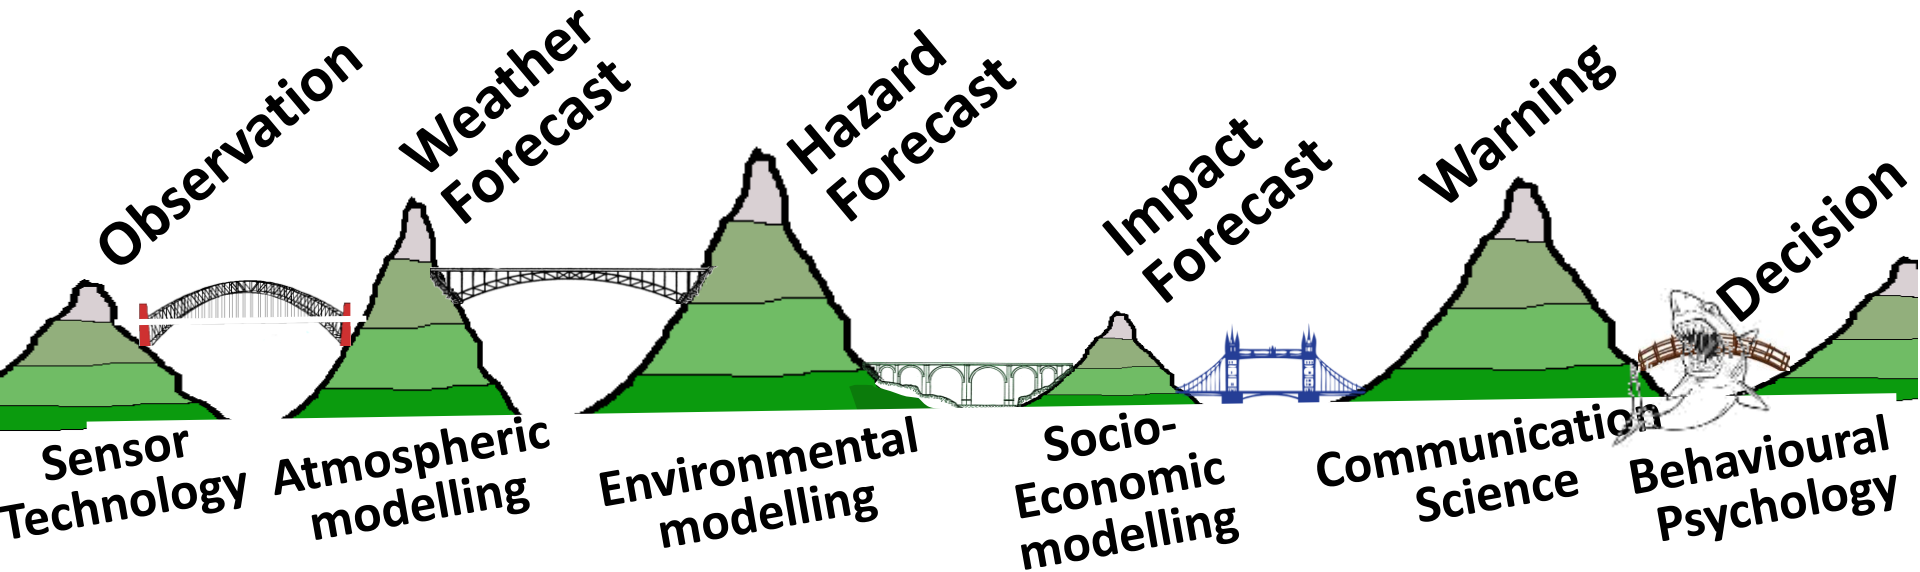 Observation
Weather
Forecast
Hazard
Forecast
Impact
Forecast
Warning
Decision
Sensor
Technology
Atmospheric
modelling
Environmental
modelling
Socio-
Economic
modelling
Communication
Science
Behavioural
Psychology